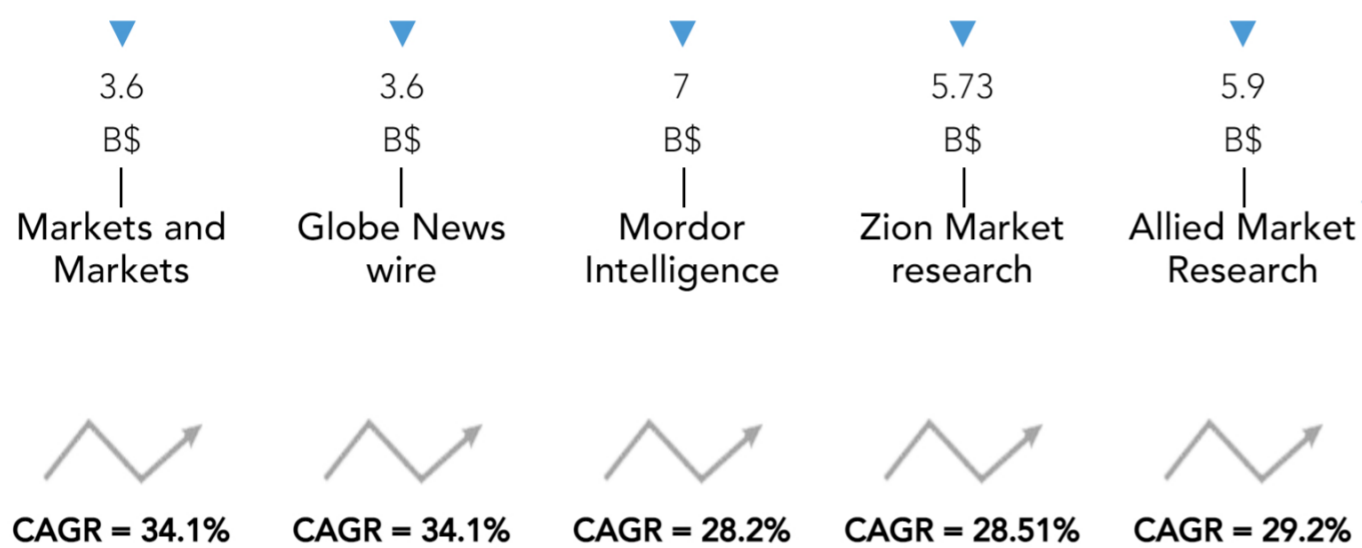 3.6 3.6 7 5.73 5.9
B$ B$ B$ B$ B$
Markets and Globe News Mordor Zion Market Allied Market
Markets wire Intelligence research Research
CAGR = 34.1% CAGR = 34.1% CAGR = 28.2% CAGR = 28.51% CAGR = 29.2%